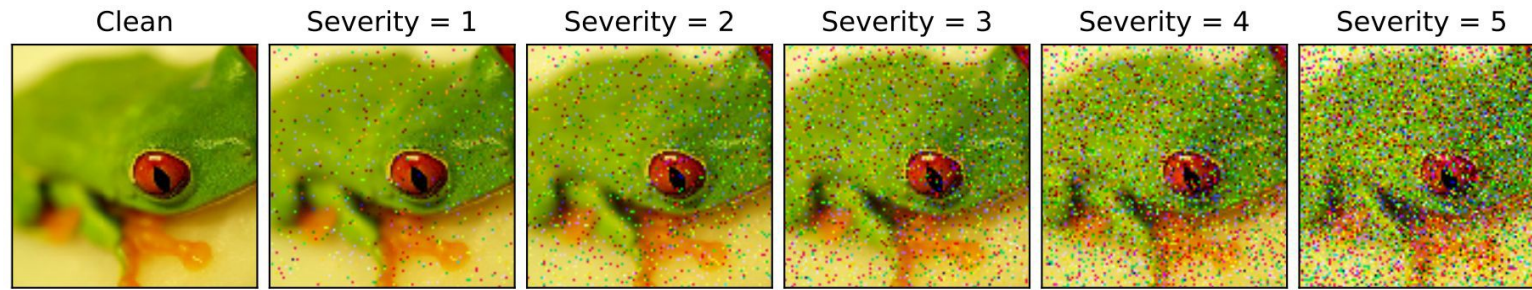 Clean Severity = 1 Severity = 2 Severity = 3 Severity = 4 Severity = 5